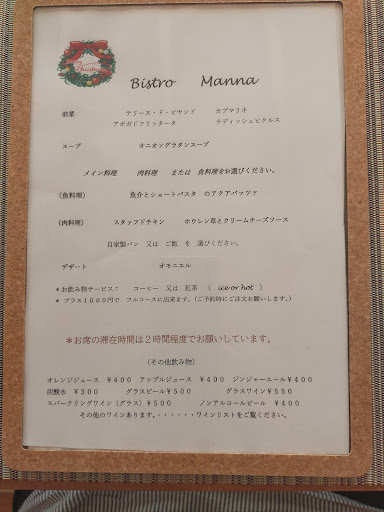 Merry Christmas
Bistro Manna
前菜 テリーヌ・ド・ビヤンド カブマリネ
アボガドフリッタータ ラディッシュピクルス
スープ オニオングラタンスープ
メイン料理 肉料理 または 魚料理をお選びください。
(魚料理) 魚介とショートパスタ のアクアパッツァ
(肉料理) スタッフドチキン ホウレン草とクリームチーズソース
自家製パン 又は ご飯 を 選びください。
デザート オモニエル
*お飲み物サービス: コーヒー 又は 紅茶 ( ice or hot )
*プラス1000円で フルコースに出来ます。(ご予約時にご注文お願いします。)
*お席の滞在時間は2時間程度でお願いしています。
(その他飲み物)
オレンジジュース ¥400 アップルジュース ¥400 ジンジャーエール¥400
炭酸水 ¥300 グラスビール¥500 グラスワイン¥550
スパークリングワイン(グラス)¥500 ノンアルコールビール ¥400
その他のワインあります。・・・・・・ワインリストをご覧ください。